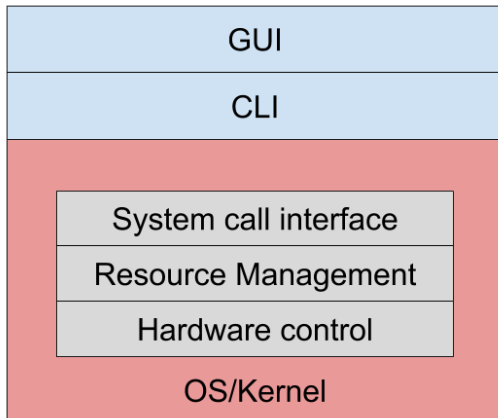 GUI
CLI
System call interface
Resource Management
Hardware control
OS/Kernel